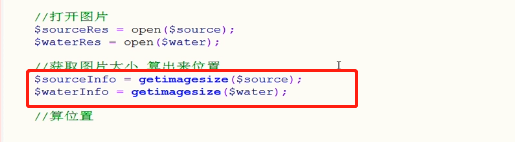 //打开图片
$sourceRes = open($source);
$waterRes = open($water);
//获取图片大小 算出来位置
$sourceInfo = getimagesize($source);
$waterInfo = getimagesize($water);
//算位置